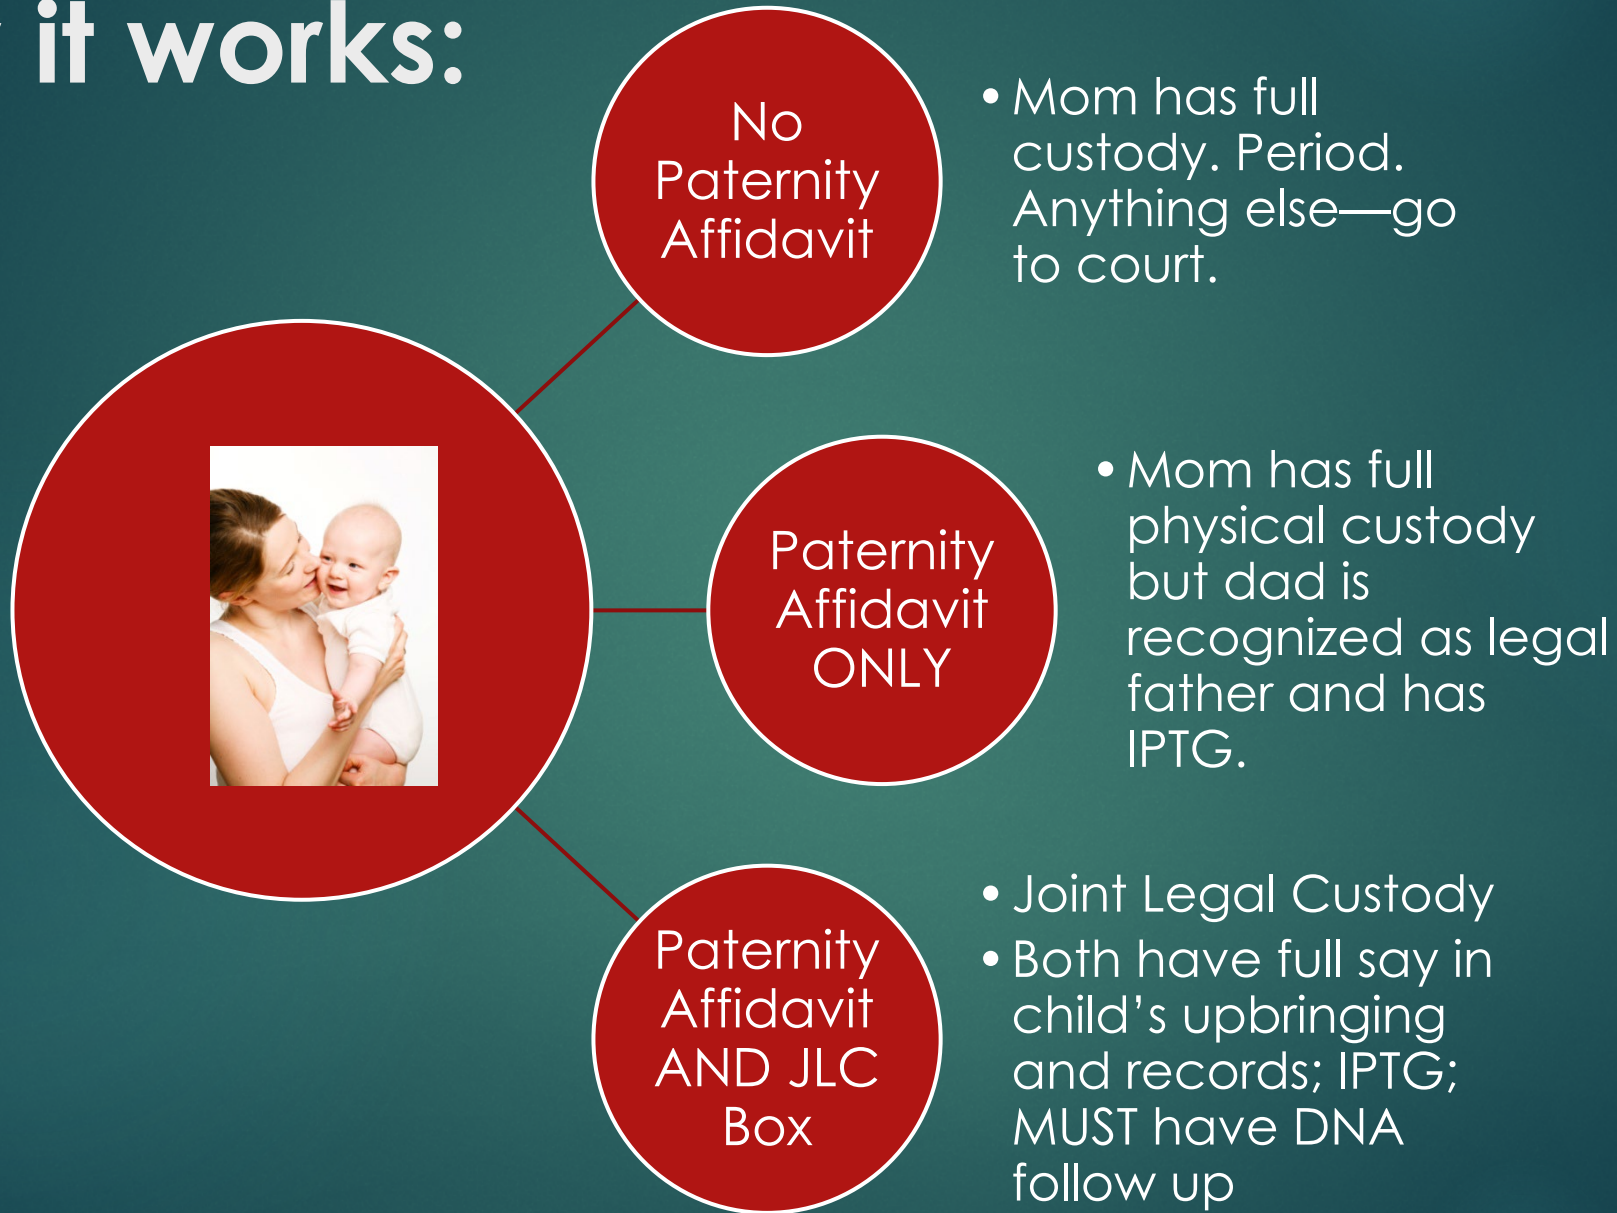 it works:
No
Paternity
Affidavit
• Mom has full
custody. Period.
Anything else—go
to court.
Paternity
Affidavit
ONLY
• Mom has full
physical custody
but dad is
recognized as legal
father and has
IPTG.
Paternity
Affidavit
AND JLC
Box
• Joint Legal Custody
• Both have full say in
child’s upbringing
and records; IPTG;
MUST have DNA
follow up